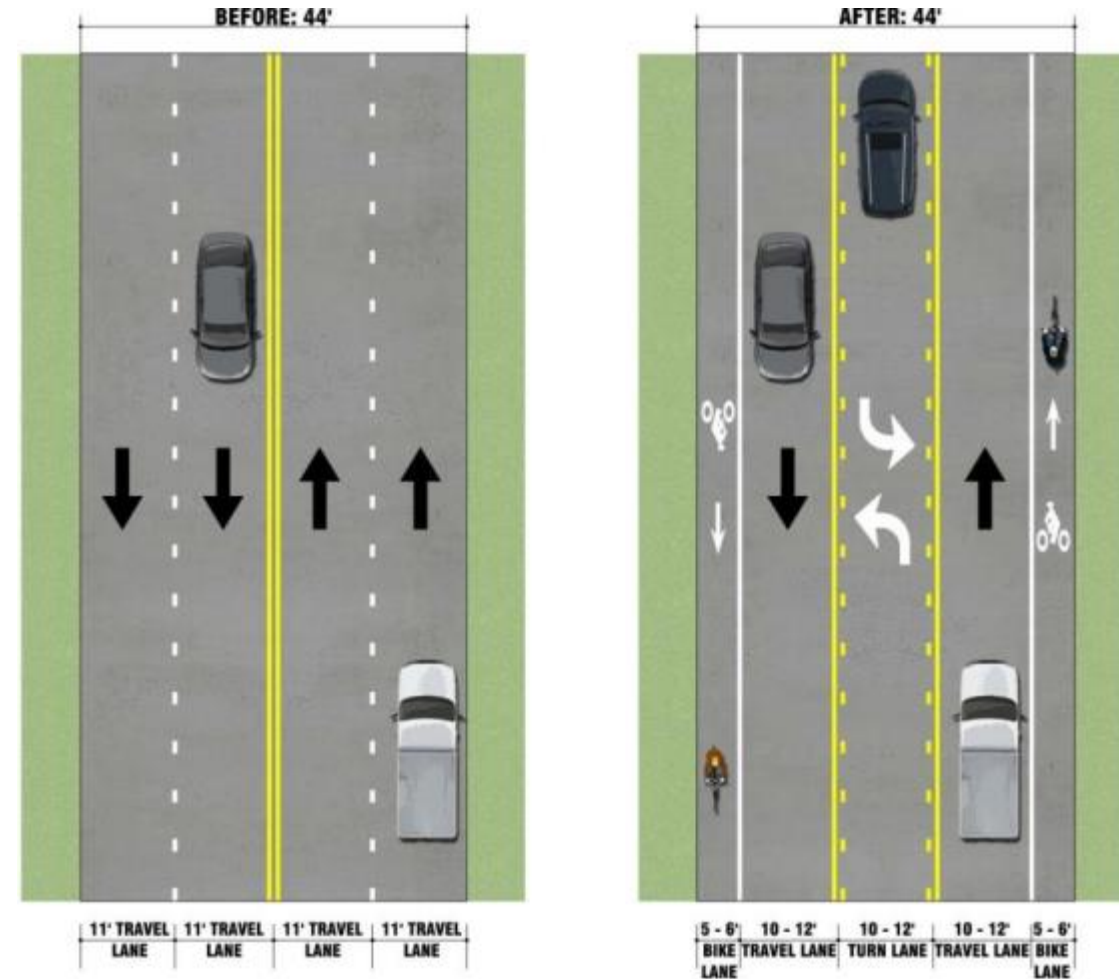 BEFORE: 44'
11' TRAVEL LANE
11' TRAVEL LANE
11' TRAVEL LANE
11' TRAVEL LANE
AFTER: 44'
5 - 6' BIKE LANE
10 - 12' TRAVEL LANE
10 - 12' TURN LANE
10 - 12' TRAVEL LANE
5 - 6' BIKE LANE